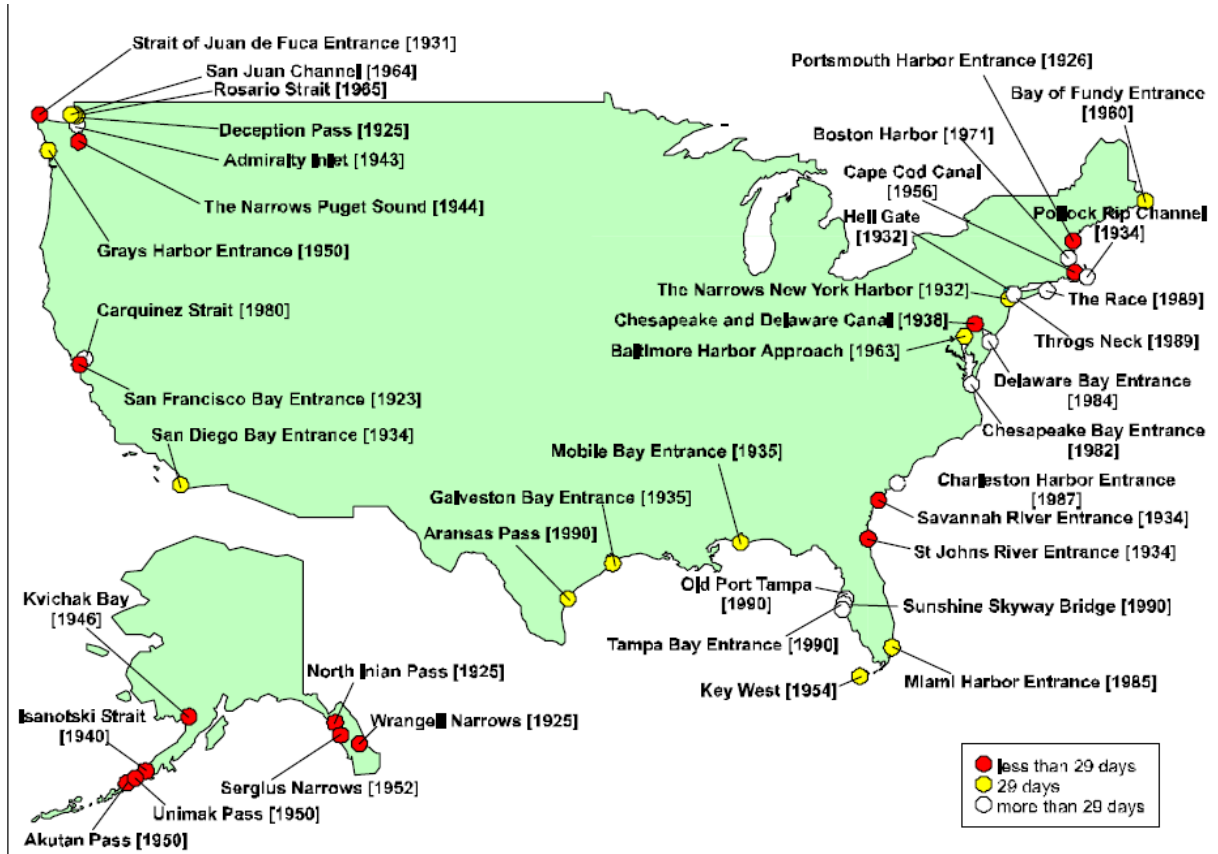 Strait of Juan de Fuca Entrance [1931]
San Juan Channel [1964]
Rosario Strait [1965]
Deception Pass [1925]
Admiralty Inlet [1943]
The Narrows Puget Sound [1944]
Grays Harbor Entrance [1950]
Carquinez Strait [1980]
San Francisco Bay Entrance [1923]
San Diego Bay Entrance [1934]
Portsmouth Harbor Entrance [1926]
Bay of Fundy Entrance
[1960]
Boston Harbor [1971]
Cape Cod Canal
[1956]
Hell Gate
[1932]
Pollock Rip Channel
[1934]
The Narrows New York Harbor [1932]
The Race [1989]
Chesapeake and Delaware Canal [1938]
Throgs Neck [1989]
Baltimore Harbor Approach [1963]
Delaware Bay Entrance
[1984]
Chesapeake Bay Entrance
[1982]
Mobile Bay Entrance [1935]
Galveston Bay Entrance [1935]
Aransas Pass [1990]
Charleston Harbor Entrance
[1987]
Savannah River Entrance [1934]
St Johns River Entrance [1934]
Old Port Tampa
[1990]
Sunshine Skyway Bridge [1990]
Tampa Bay Entrance [1990]
Key West [1954]
Miami Harbor Entrance [1985]
Kvichak Bay
[1946]
North Inian Pass [1925]
Isanotski Strait
[1940]
Wrangell Narrows [1925]
Sergius Narrows [1952]
Unimak Pass [1950]
Akutan Pass [1950]
less than 29 days
29 days
more than 29 days